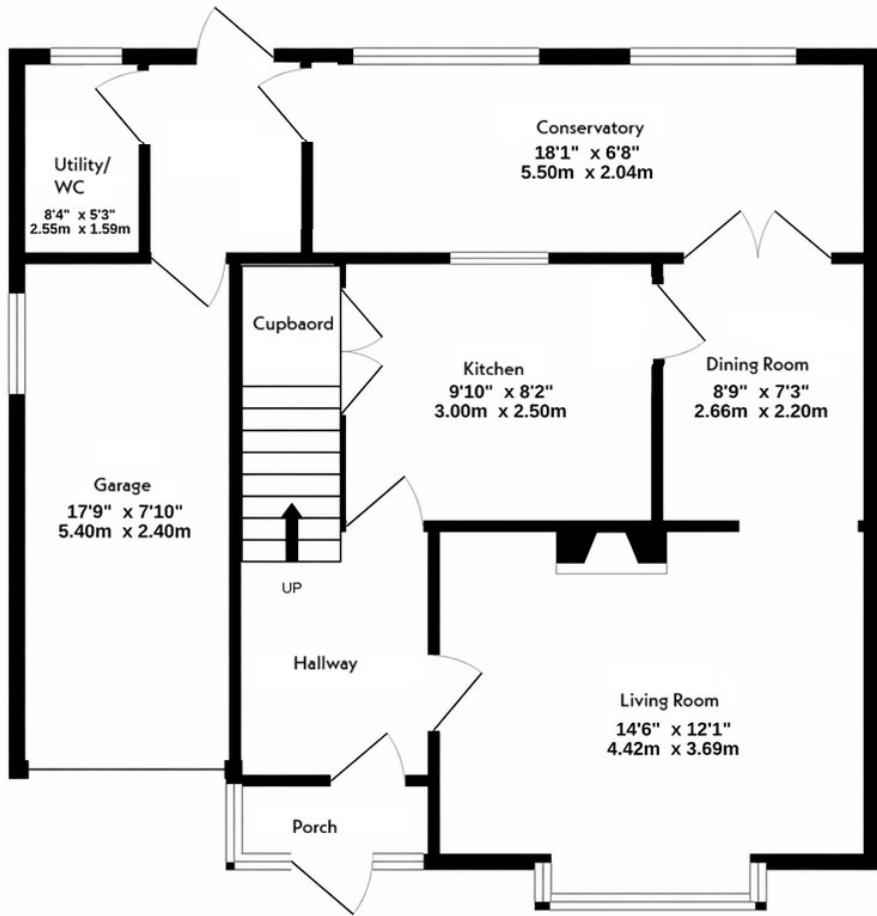 Conservatory
18'1" x 6'8"
5.50m x 2.04m
Utility/
WC
8'4" x 5'3"
2.55m x 1.59m
Cupbaord
Kitchen
9'10" x 8'2"
3.00m x 2.50m
Dining Room
8'9" x 7'3"
2.66m x 2.20m
Garage
17'9" x 7'10"
5.40m x 2.40m
UP
Hallway
Living Room
14'6" x 12'1"
4.42m x 3.69m
Porch